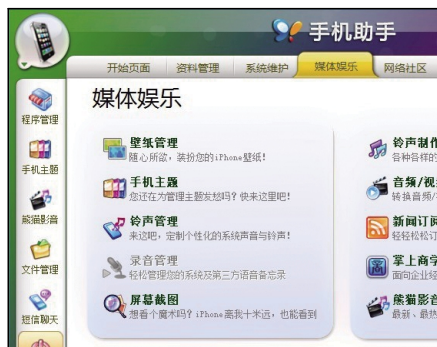 手机助手
开始页面 资料管理 系统维护 媒体娱乐 网络社区
媒体娱乐
程序管理
手机主题
熊猫影音
文件管理
短信聊天
壁纸管理
随心所欲，装扮您的iPhone壁纸！
手机主题
您还在为管理主题发愁吗？快来这里吧！
铃声管理
来这吧，定制个性化的系统声音与铃声！
录音管理
轻松管理您的系统及第三方语音备忘录
屏幕截图
想看个魔术吗？iPhone离我十米远，也能看到
铃声制作
各种各样的
音频/视
转换音频/
新闻订阅
轻轻松松订
掌上商学
面向企业经
熊猫影音
最新、最热